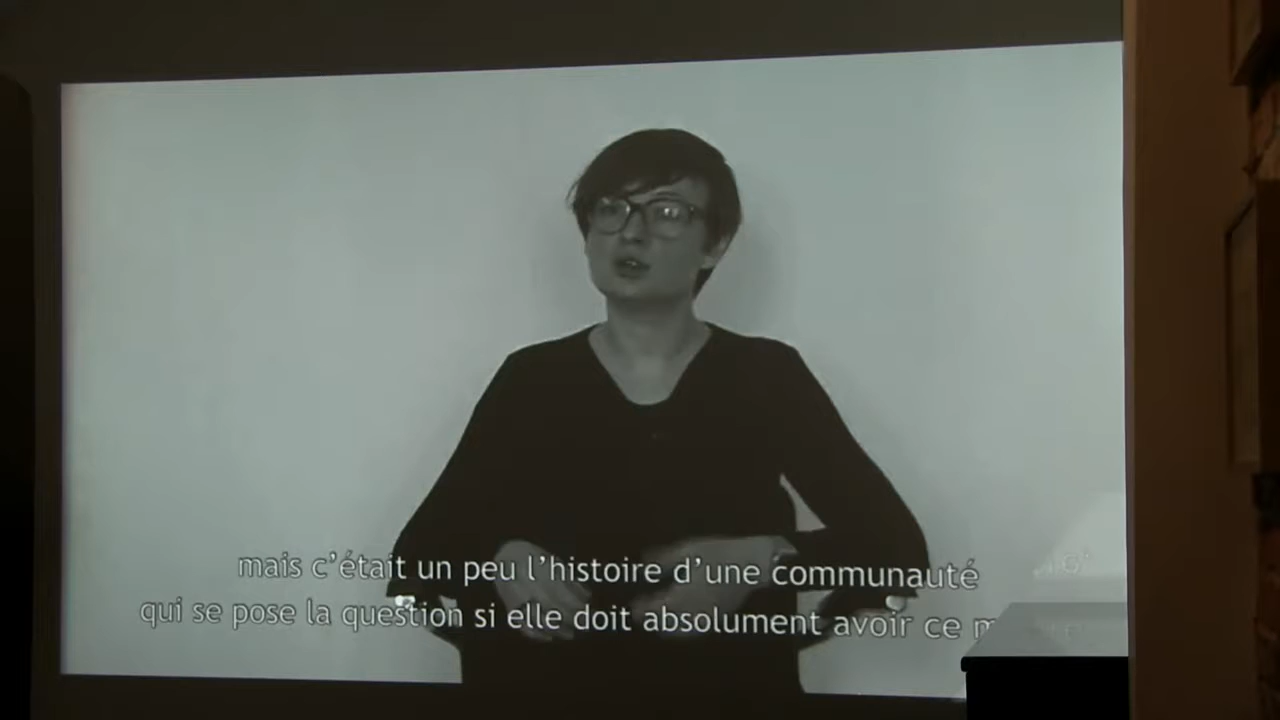 mais c'était un peu l'histoire d'une communauté
qui se pose la question si elle doit absolument avoir ce